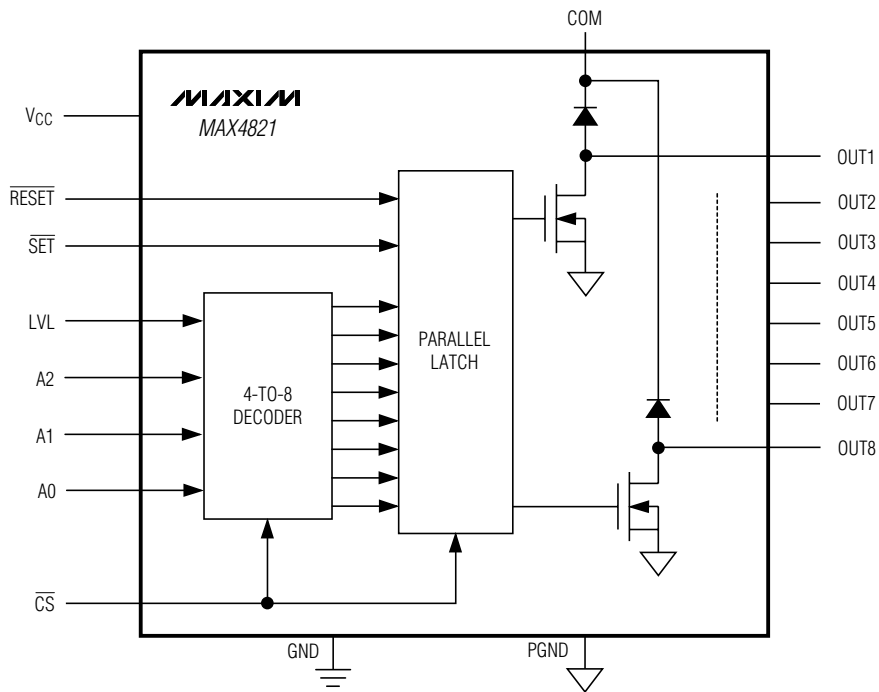 COM
MAXIM
MAX4821
VCC
RESET
SET
LVL
A2
A1
A0
CS
4-TO-8
DECODER
PARALLEL
LATCH
OUT1
OUT2
OUT3
OUT4
OUT5
OUT6
OUT7
OUT8
GND
PGND